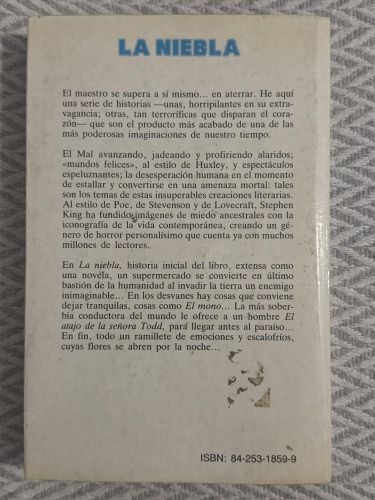 LA NIEBLA
El maestro se supera a sí mismo... en aterrar. He aquí
una serie de historias —unas, horripilantes en su extra-
vagancia; otras, tan terroríficas que disparan el cora-
zón— que son el producto más acabado de una de las
más poderosas imaginaciones de nuestro tiempo.
El Mal avanzando, jadeando y profiriendo alaridos;
«mundos felices», al estilo de Huxley, y espectáculos
espeluznantes; la desesperación humana en el momento
de estallar y convertirse en una amenaza mortal: tales
son los temas de estas insuperables creaciones literarias.
Al estilo de Poe, de Stevenson y de Lovecraft, Stephen
King ha fundido imágenes de miedo ancestrales con la
iconografía de la vida contemporánea, creando un gé-
nero de horror personalísimo que cuenta ya con muchos
millones de lectores.
En La niebla, historia inicial del libro, extensa como
una novela, un supermercado se convierte en último
bastión de la humanidad al invadir la tierra un enemigo
inimaginable... En los desvanes hay cosas que conviene
dejar tranquilas, cosas como El mono... La más sober-
bia conductora del mundo le ofrece a un hombre El
atajo de la señora Todd, para llegar antes al paraíso...
En fin, todo un ramillete de emociones y escalofríos,
cuyas flores se abren por la noche...
ISBN: 84-253-1859-9